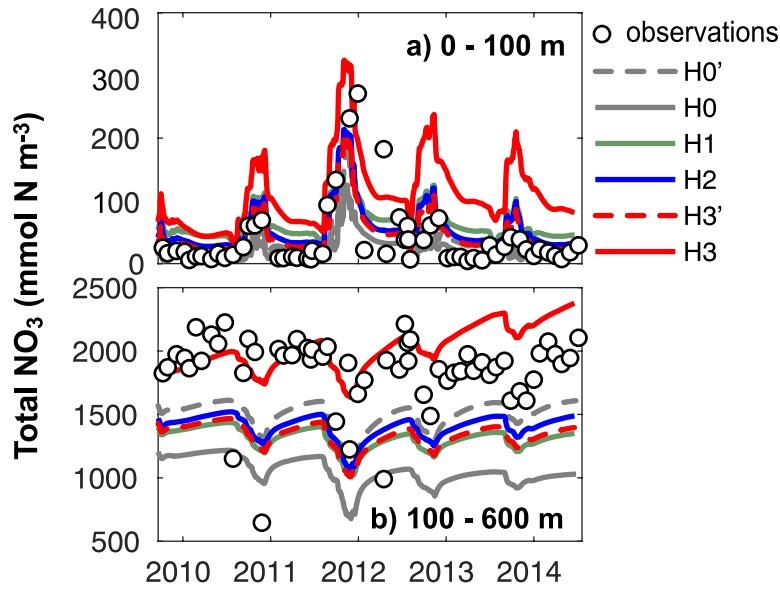 400
300
200
100
0
a) 0 - 100 m
observations
H0'
H0
H1
H2
H3'
H3
Total NO₃ (mmol N m⁻³)
2500
2000
1500
1000
500
b) 100 - 600 m
2010 2011 2012 2013 2014